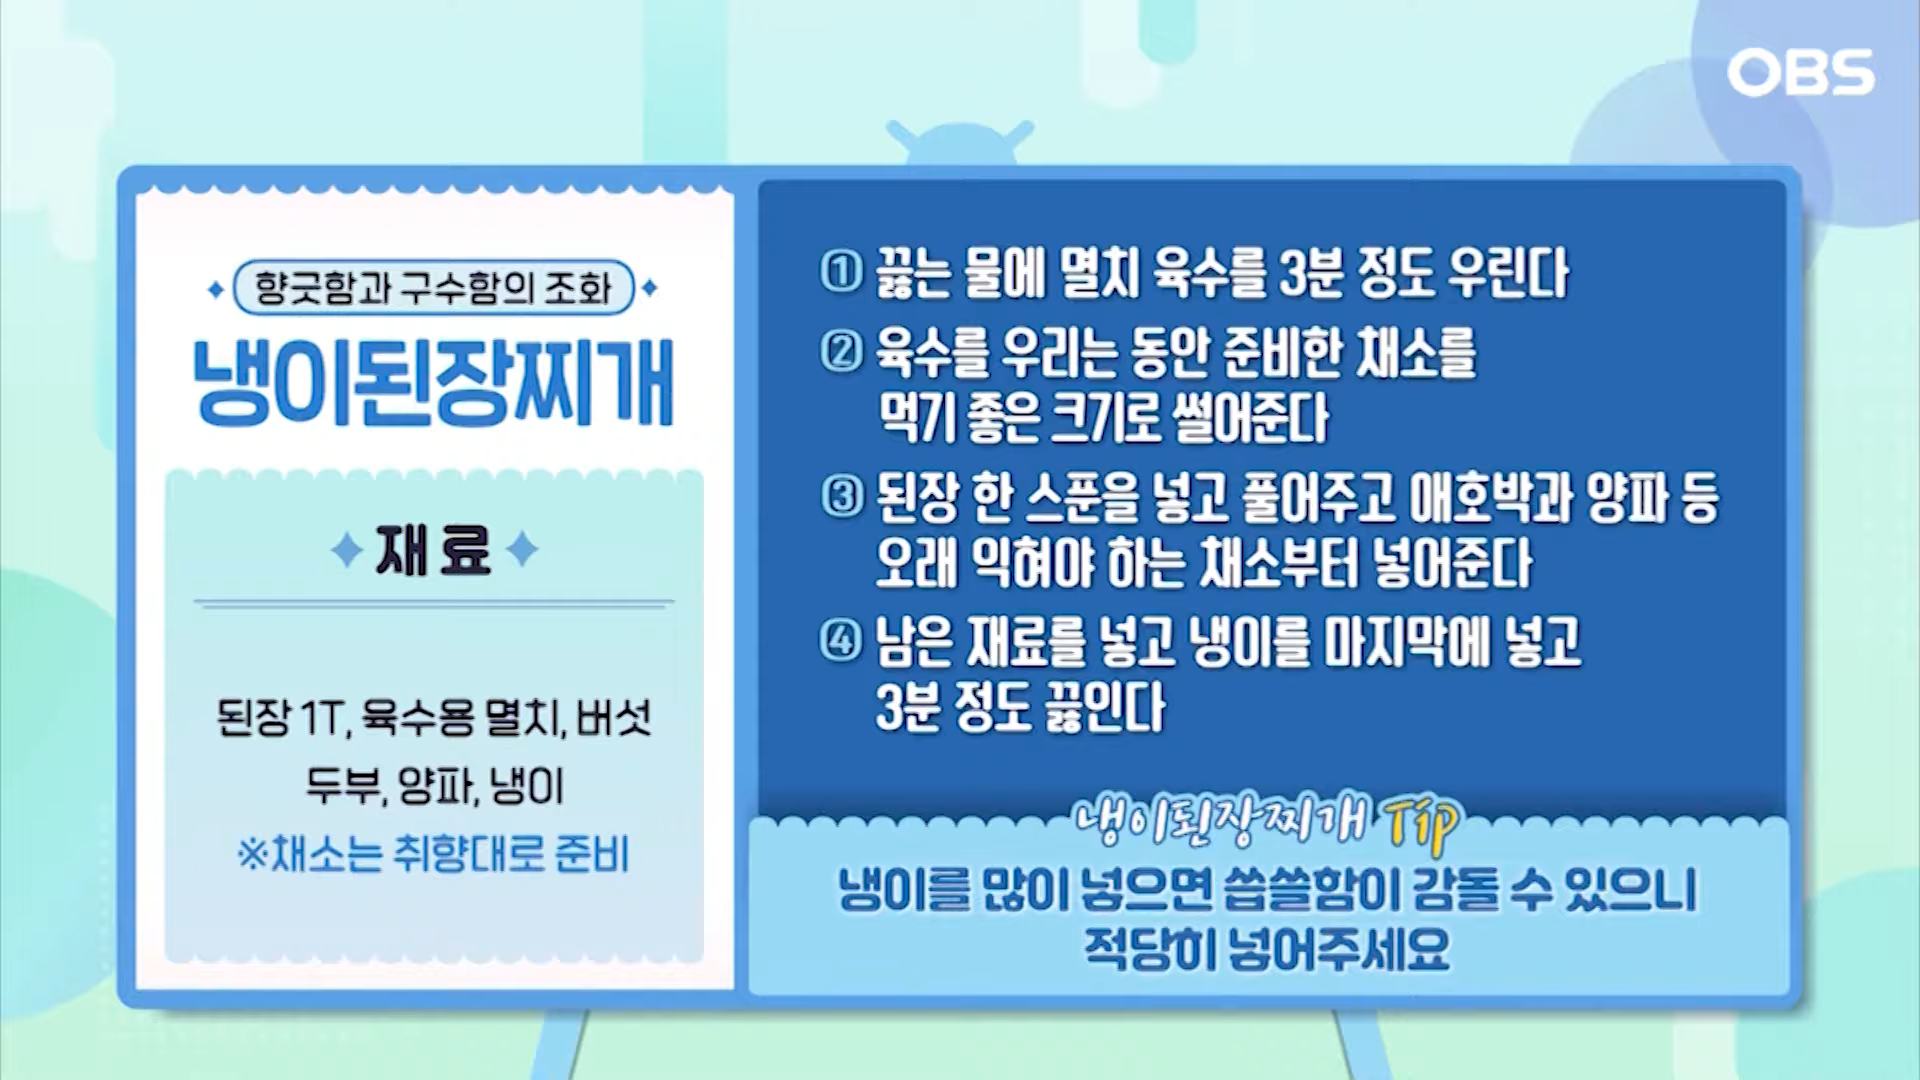 OBS
향긋함과 구수함의 조화
냉이된장찌개
재료
된장 1T, 육수용 멸치, 버섯
두부, 양파, 냉이
※채소는 취향대로 준비
① 끓는 물에 멸치 육수를 3분 정도 우린다
② 육수를 우리는 동안 준비한 채소를
먹기 좋은 크기로 썰어준다
③ 된장 한 스푼을 넣고 풀어주고 애호박과 양파 등
오래 익혀야 하는 채소부터 넣어준다
④ 남은 재료를 넣고 냉이를 마지막에 넣고
3분 정도 끓인다
냉이된장찌개 Tip
냉이를 많이 넣으면 씁쓸함이 감돌 수 있으니
적당히 넣어주세요